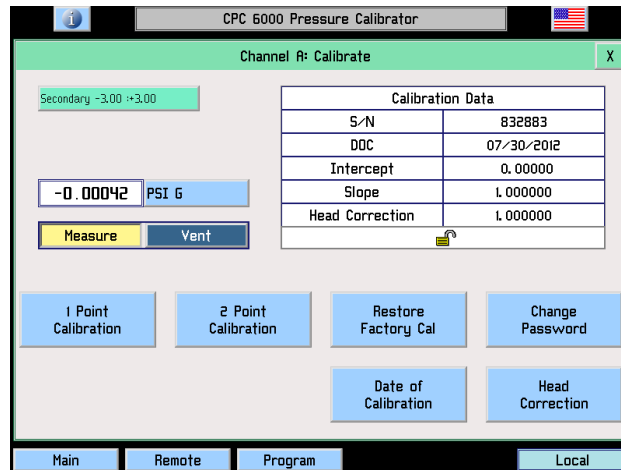 i
CPC 6000 Pressure Calibrator
Channel A: Calibrate
X
Secondary -3.00 :+3.00
Calibration Data
S/N 832883
DOC 07/30/2012
Intercept 0.00000
Slope 1.000000
Head Correction 1.000000
-0.00042 PSI G
Measure Vent
1 Point
Calibration
2 Point
Calibration
Restore
Factory Cal
Change
Password
Date of
Calibration
Head
Correction
Main Remote Program Local